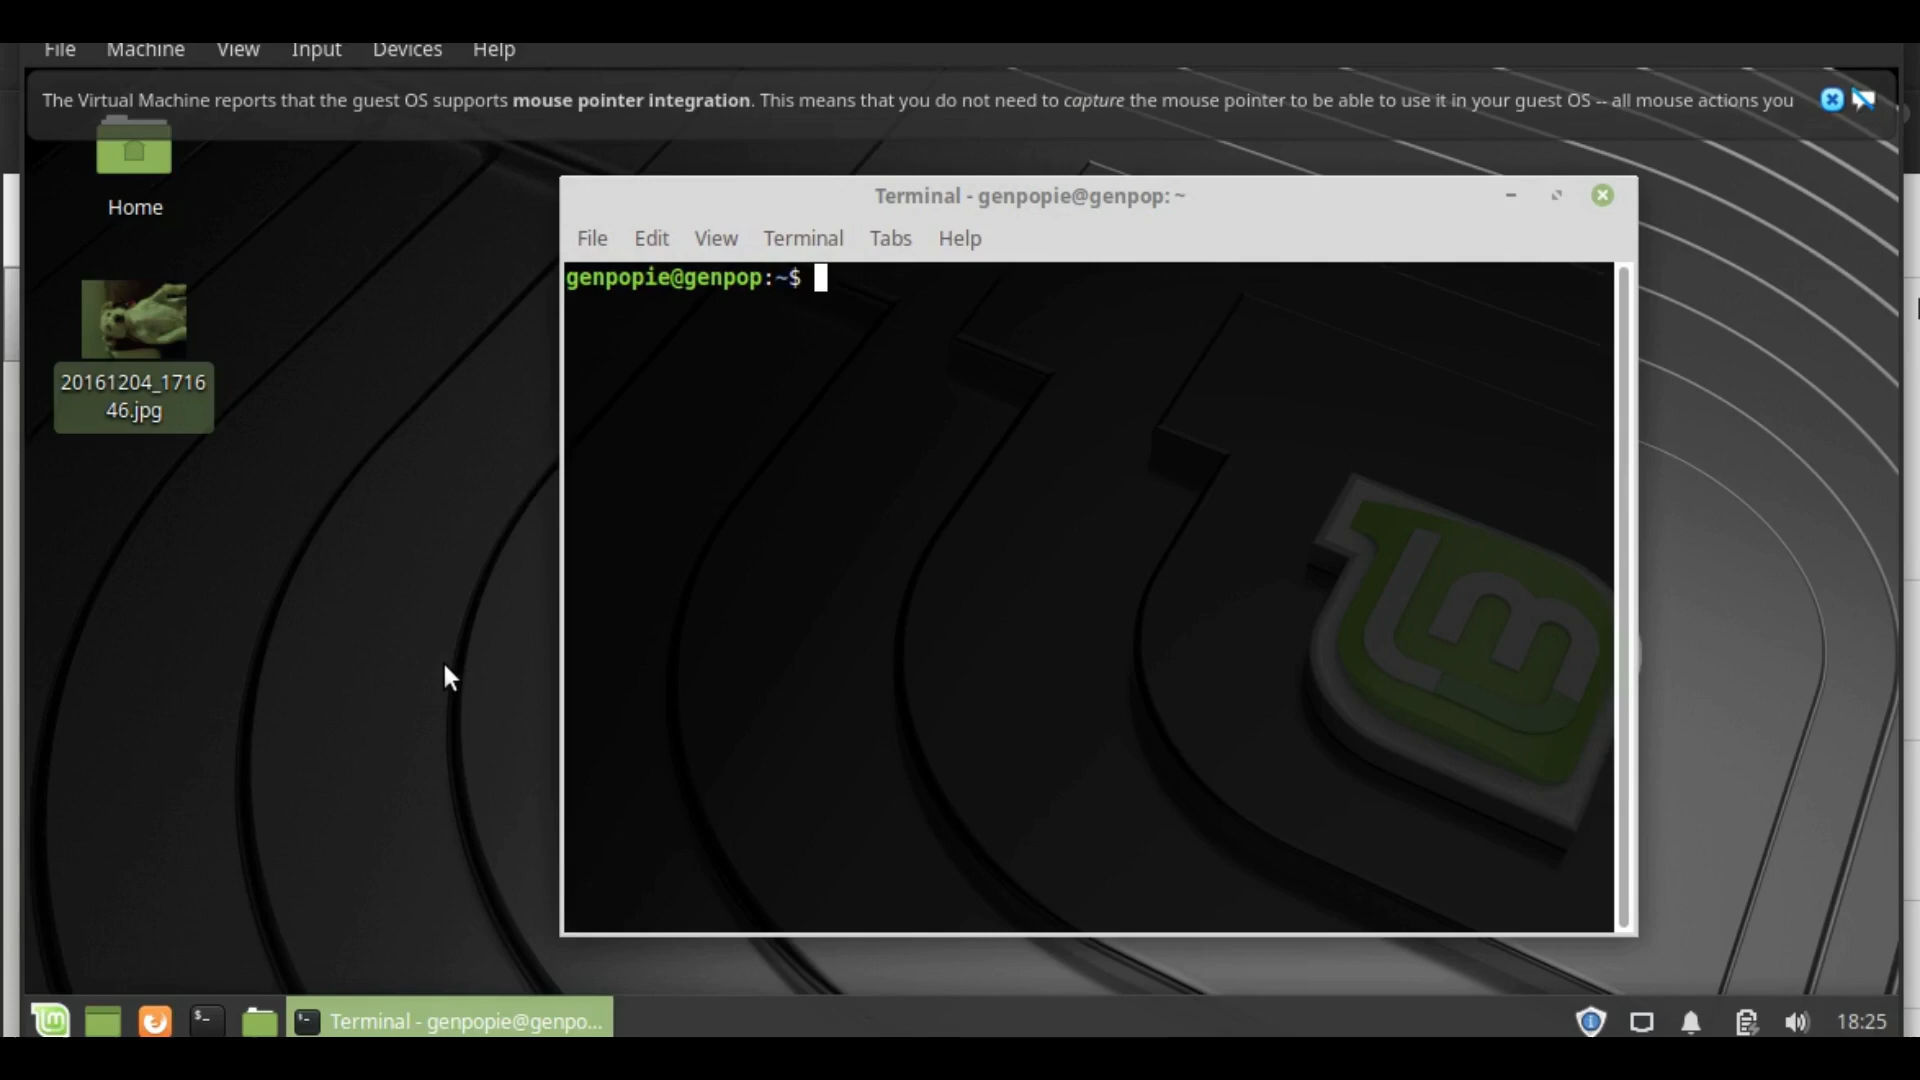 File Machine View Input Devices Help
The Virtual Machine reports that the guest OS supports mouse pointer integration. This means that you do not need to capture the mouse pointer to be able to use it in your guest OS -- all mouse actions you
Home
20161204_1716
46.jpg
Terminal - genpopie@genpop: ~
File Edit View Terminal Tabs Help
genpopie@genpop:~$
Terminal - genpopie@genpo...
18:25